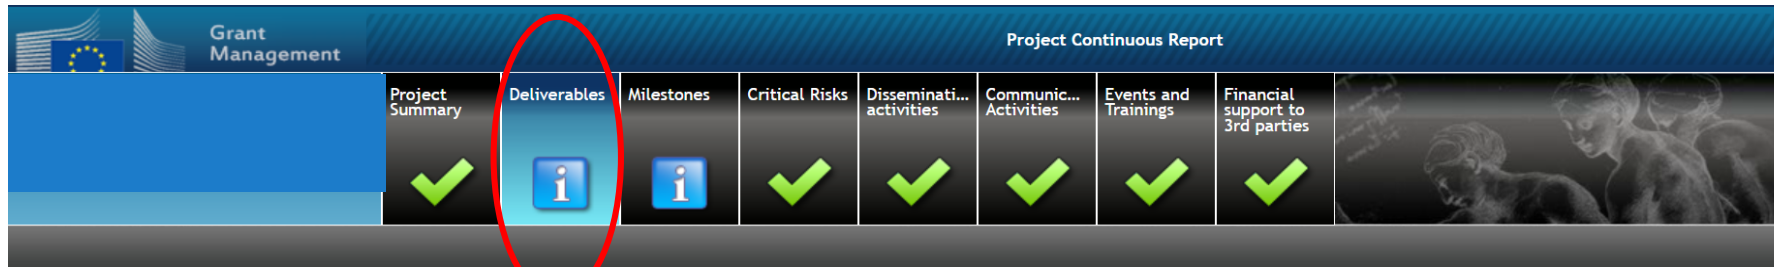 Grant
Management
Project Continuous Report
Project
Summary
Deliverables
Milestones
Critical Risks
Disseminati...
activities
Communic...
Activities
Events and
Trainings
Financial
support to
3rd parties